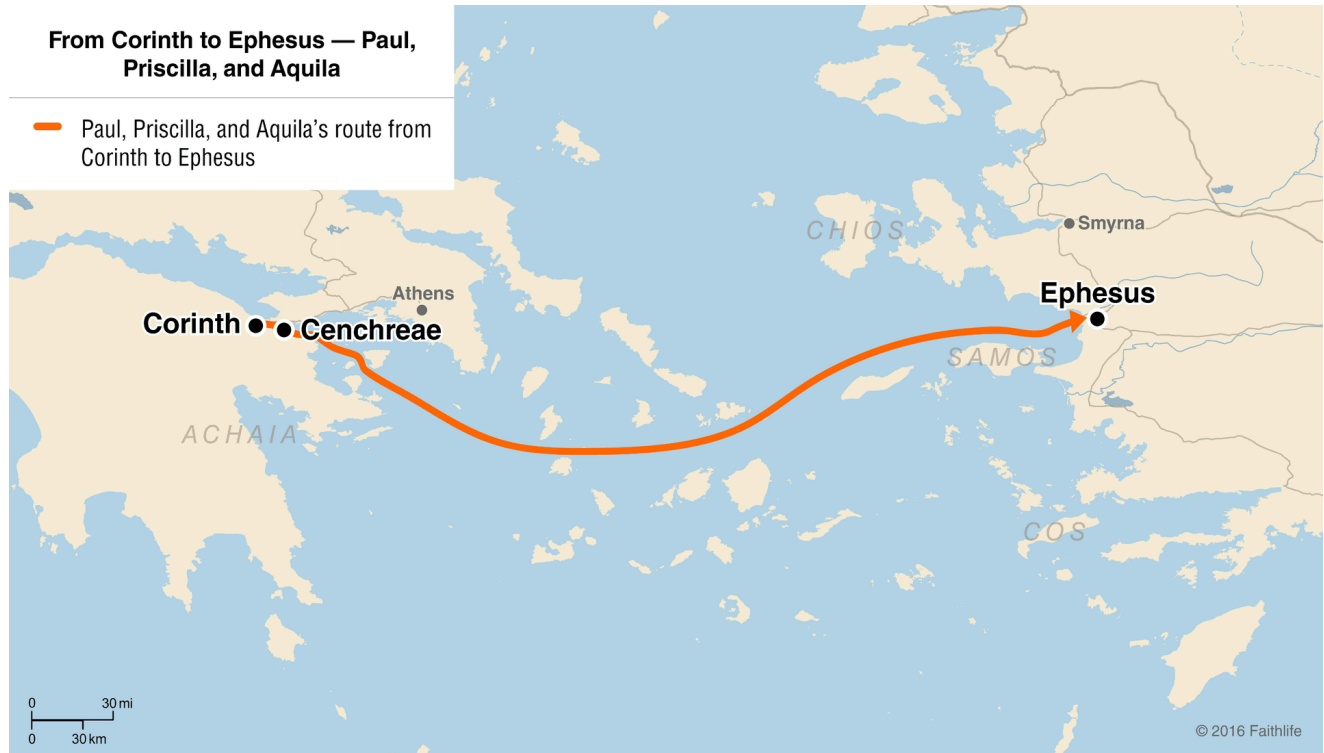 From Corinth to Ephesus — Paul,
Priscilla, and Aquila
Paul, Priscilla, and Aquila's route from
Corinth to Ephesus
CHIOS
Smyrna
Athens
Ephesus
Corinth
Cenchreae
SAMOS
ACHAIA
COS
0 30 mi
0 30 km
© 2016 Faithlife